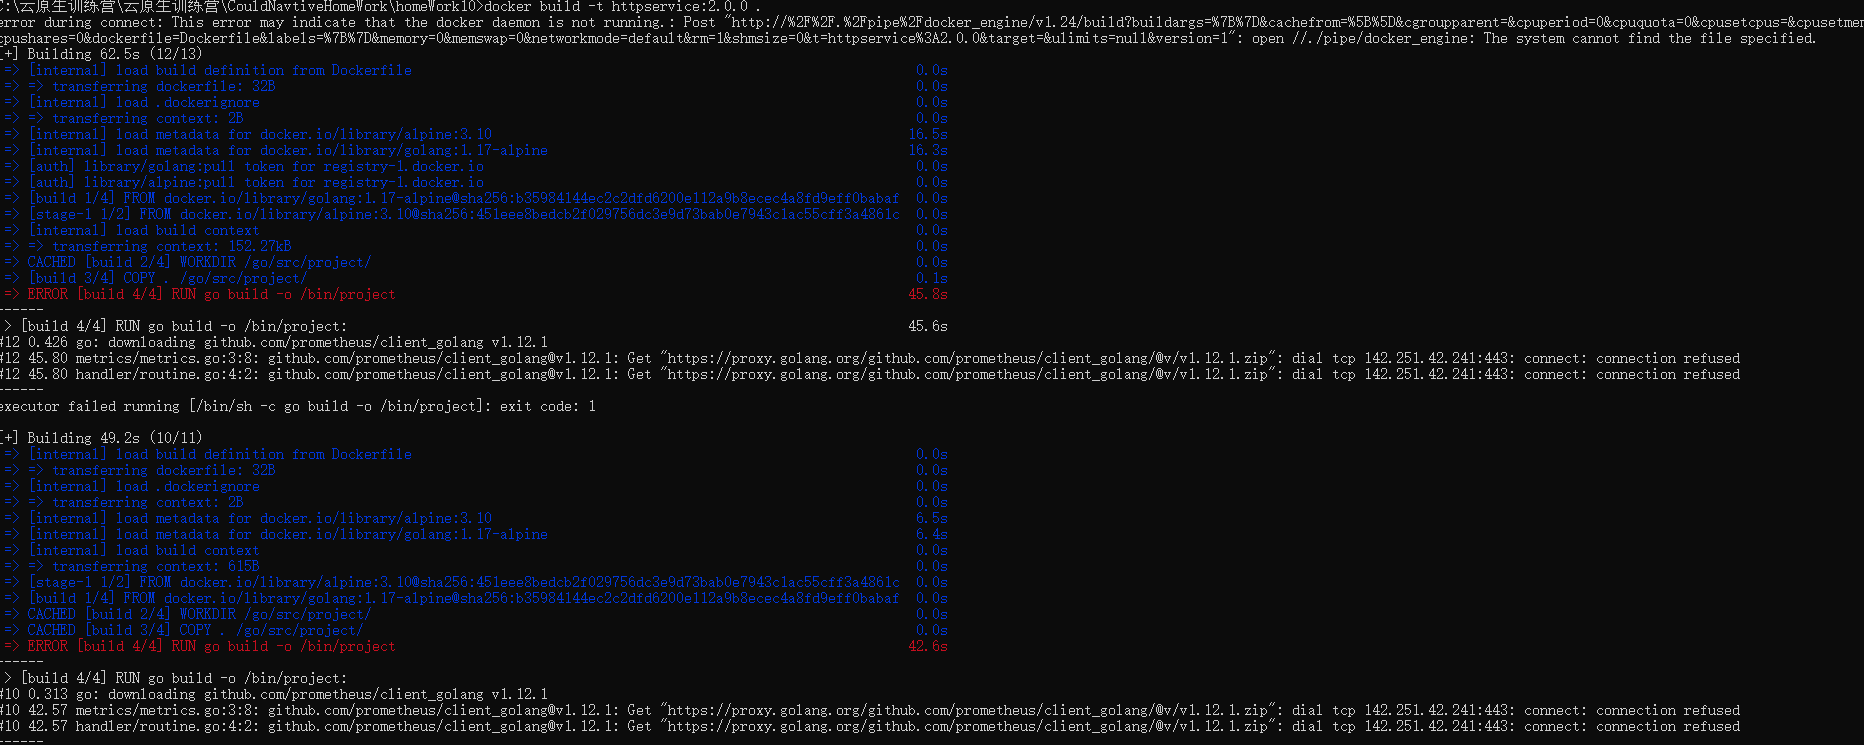 C:\云原生训练营\云原生训练营\CouldNavtiveHomeWork\homeWork10>docker build -t httpservice:2.0.0 .
error during connect: This error may indicate that the docker daemon is not running.: Post "http://%2F%2F.%2Fpipe%2Fdocker_engine/v1.24/build?buildargs=%7B%7D&cachefrom=%5B%5D&cgroupparent=&cpuperiod=0&cpuquota=0&cpusetcpus=&cpusetmem
cpushares=0&dockerfile=Dockerfile&labels=%7B%7D&memory=0&memswap=0&networkmode=default&rm=1&shmsize=0&t=httpservice%3A2.0.0&target=&ulimits=null&version=1": open //./pipe/docker_engine: The system cannot find the file specified.
[+] Building 62.5s (12/13)
=> [internal] load build definition from Dockerfile 0.0s
=> => transferring dockerfile: 32B 0.0s
=> [internal] load .dockerignore 0.0s
=> => transferring context: 2B 0.0s
=> [internal] load metadata for docker.io/library/alpine:3.10 16.5s
=> [internal] load metadata for docker.io/library/golang:1.17-alpine 16.3s
=> [auth] library/golang:pull token for registry-1.docker.io 0.0s
=> [auth] library/alpine:pull token for registry-1.docker.io 0.0s
=> [build 1/4] FROM docker.io/library/golang:1.17-alpine@sha256:b35984144ec2c2dfd6200e112a9b8ecec4a8fd9eff0babaf 0.0s
=> [stage-1 1/2] FROM docker.io/library/alpine:3.10@sha256:451eee8bedcb2f029756dc3e9d73bab0e7943c1ac55cff3a4861c 0.0s
=> [internal] load build context 0.0s
=> => transferring context: 152.27kB 0.0s
=> CACHED [build 2/4] WORKDIR /go/src/project/ 0.0s
=> [build 3/4] COPY . /go/src/project/ 0.1s
=> ERROR [build 4/4] RUN go build -o /bin/project 45.8s
------
> [build 4/4] RUN go build -o /bin/project: 45.6s
#12 0.426 go: downloading github.com/prometheus/client_golang v1.12.1
#12 45.80 metrics/metrics.go:3:8: github.com/prometheus/client_golang@v1.12.1: Get "https://proxy.golang.org/github.com/prometheus/client_golang/@v/v1.12.1.zip": dial tcp 142.251.42.241:443: connect: connection refused
#12 45.80 handler/routine.go:4:2: github.com/prometheus/client_golang@v1.12.1: Get "https://proxy.golang.org/github.com/prometheus/client_golang/@v/v1.12.1.zip": dial tcp 142.251.42.241:443: connect: connection refused
------
executor failed running [/bin/sh -c go build -o /bin/project]: exit code: 1
[+] Building 49.2s (10/11)
=> [internal] load build definition from Dockerfile 0.0s
=> => transferring dockerfile: 32B 0.0s
=> [internal] load .dockerignore 0.0s
=> => transferring context: 2B 0.0s
=> [internal] load metadata for docker.io/library/alpine:3.10 6.5s
=> [internal] load metadata for docker.io/library/golang:1.17-alpine 6.4s
=> [internal] load build context 0.0s
=> => transferring context: 615B 0.0s
=> [stage-1 1/2] FROM docker.io/library/alpine:3.10@sha256:451eee8bedcb2f029756dc3e9d73bab0e7943c1ac55cff3a4861c 0.0s
=> [build 1/4] FROM docker.io/library/golang:1.17-alpine@sha256:b35984144ec2c2dfd6200e112a9b8ecec4a8fd9eff0babaf 0.0s
=> CACHED [build 2/4] WORKDIR /go/src/project/ 0.0s
=> CACHED [build 3/4] COPY . /go/src/project/ 0.0s
=> ERROR [build 4/4] RUN go build -o /bin/project 42.6s
------
> [build 4/4] RUN go build -o /bin/project:
#10 0.313 go: downloading github.com/prometheus/client_golang v1.12.1
#10 42.57 metrics/metrics.go:3:8: github.com/prometheus/client_golang@v1.12.1: Get "https://proxy.golang.org/github.com/prometheus/client_golang/@v/v1.12.1.zip": dial tcp 142.251.42.241:443: connect: connection refused
#10 42.57 handler/routine.go:4:2: github.com/prometheus/client_golang@v1.12.1: Get "https://proxy.golang.org/github.com/prometheus/client_golang/@v/v1.12.1.zip": dial tcp 142.251.42.241:443: connect: connection refused
------